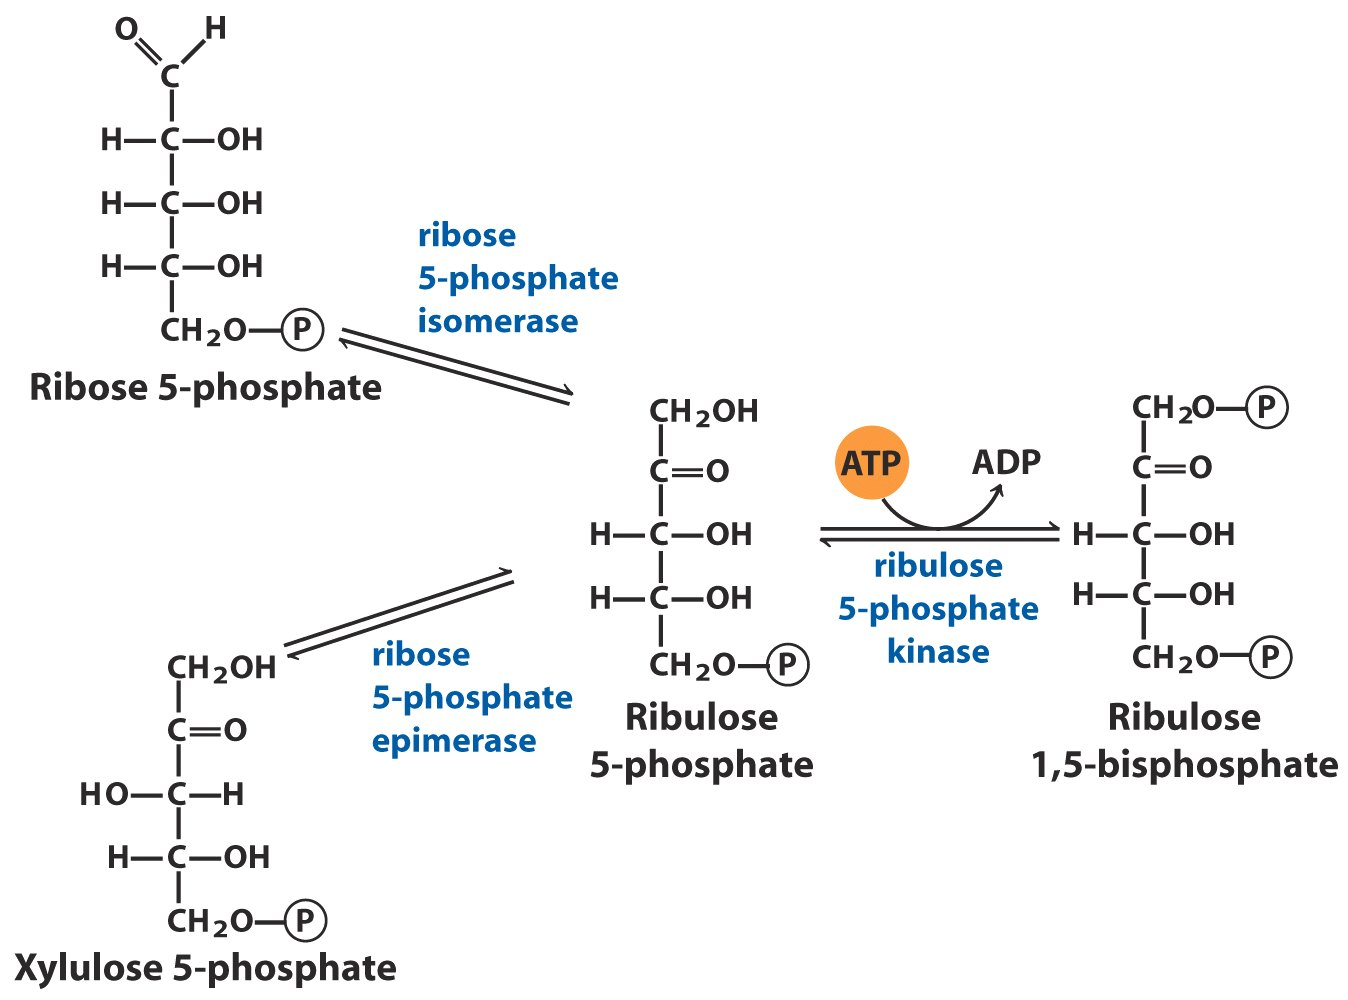 O H
C
H—C—OH
H—C—OH
H—C—OH
CH2O—P
Ribose 5-phosphate
ribose
5-phosphate
isomerase
CH2OH
C=O
HO—C—H
H—C—OH
CH2O—P
Xylulose 5-phosphate
ribose
5-phosphate
epimerase
CH2OH
C=O
H—C—OH
H—C—OH
CH2O—P
Ribulose
5-phosphate
ATP ADP
ribulose
5-phosphate
kinase
CH2O—P
C=O
H—C—OH
H—C—OH
CH2O—P
Ribulose
1,5-bisphosphate